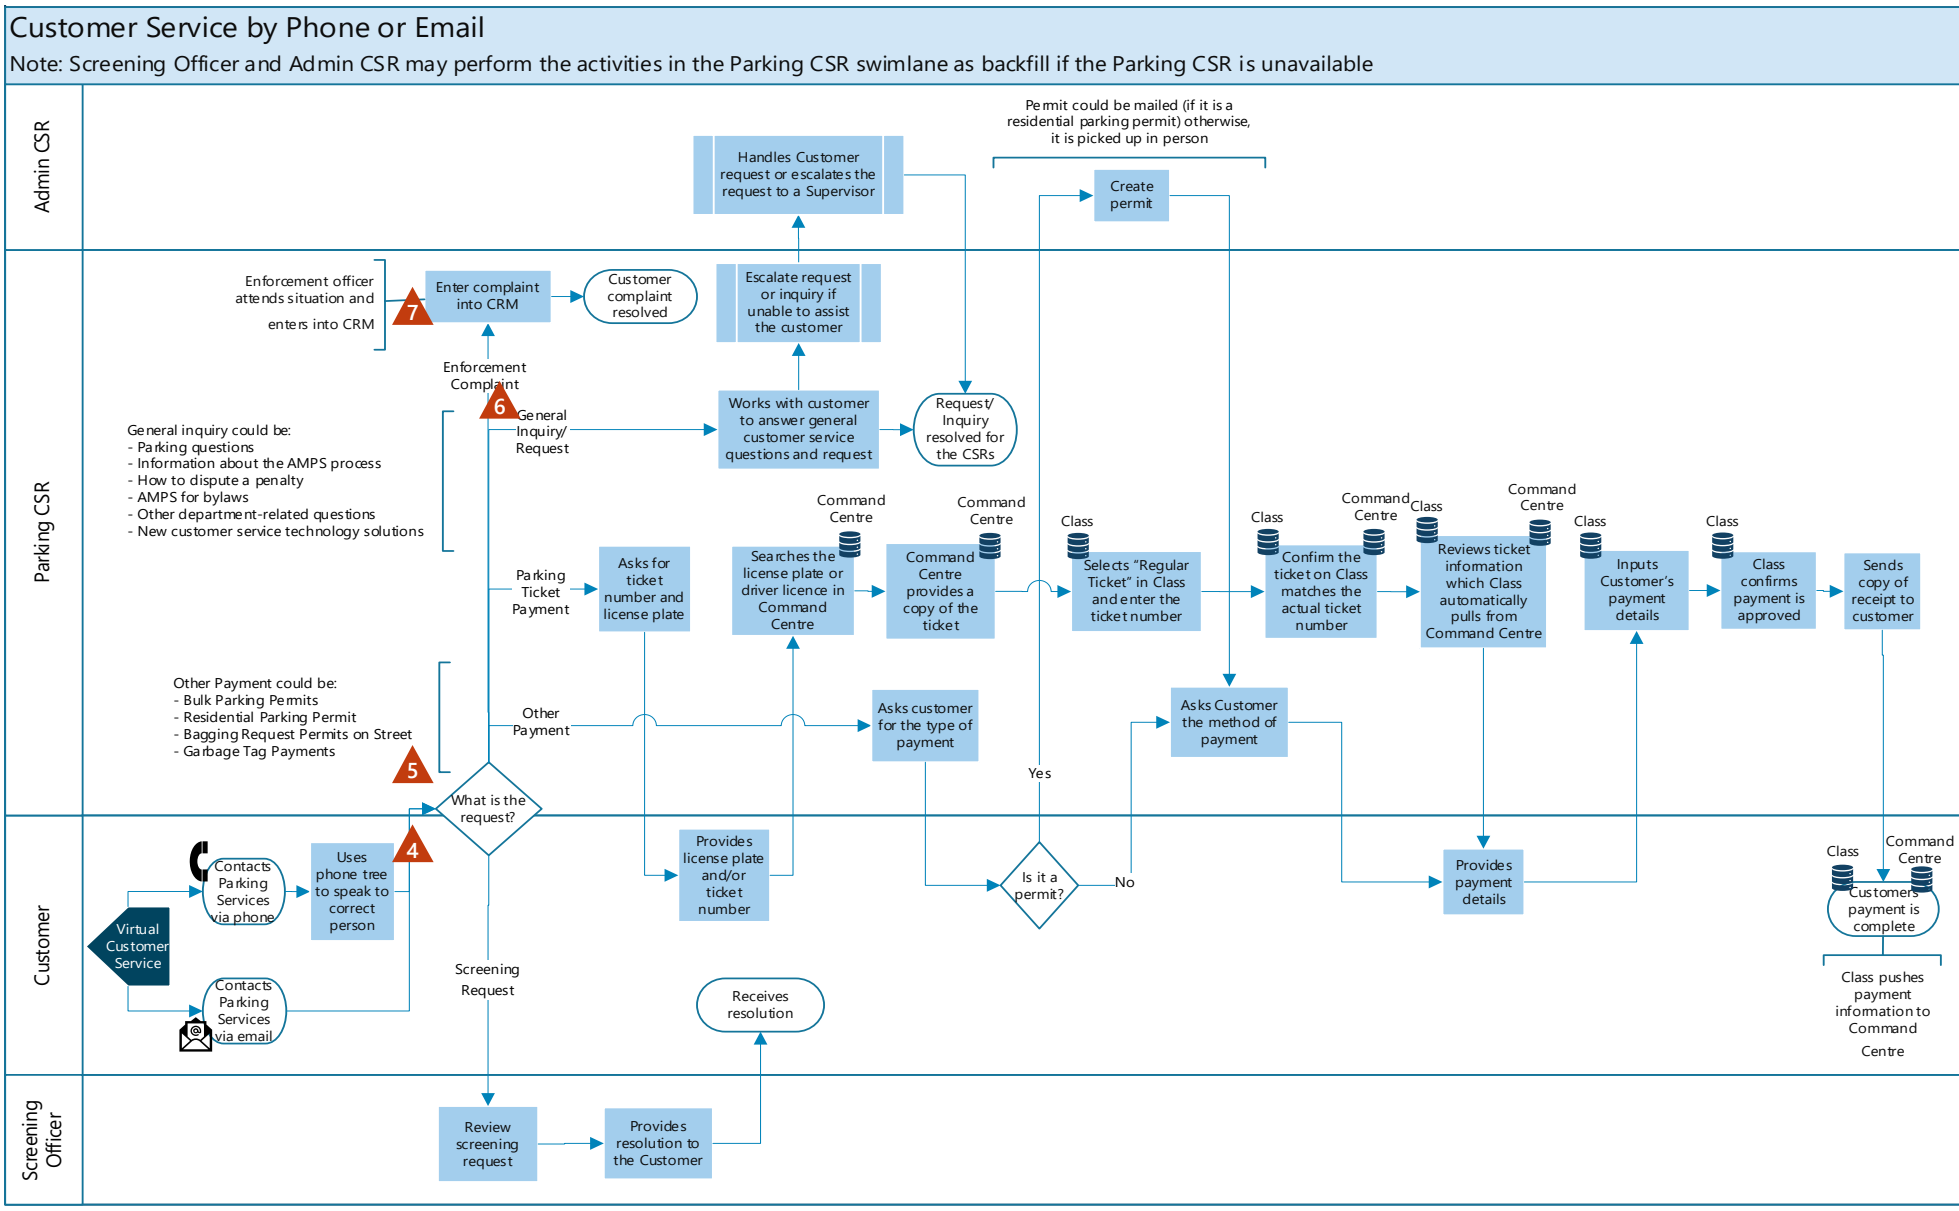 Customer Service by Phone or Email
Note: Screening Officer and Admin CSR may perform the activities in the Parking CSR swimlane as backfill if the Parking CSR is unavailable
Admin CSR
Handles Customer
request or escalates the
request to a Supervisor
Permit could be mailed (if it is a
residential parking permit) otherwise,
it is picked up in person
Create
permit
Parking CSR
Enforcement officer
attends situation and
enters into CRM
7
Enter complaint
into CRM
Customer
complaint
resolved
Escalate request
or inquiry if
unable to assist
the customer
Enforcement
Complaint
6
General
Inquiry/
Request
Works with customer
to answer general
customer service
questions and request
Request/
Inquiry
resolved for
the CSRs
General inquiry could be:
- Parking questions
- Information about the AMPS process
- How to dispute a penalty
- AMPS for bylaws
- Other department-related questions
- New customer service technology solutions
Parking
Ticket
Payment
Asks for
ticket
number and
license plate
Command
Centre
Searches the
license plate or
driver licence in
Command
Centre
Command
Centre
Command
Centre
provides a
copy of the
ticket
Class
Selects “Regular
Ticket” in Class
and enter the
ticket number
Class
Command
Centre
Confirm the
ticket on Class
matches the
actual ticket
number
Class
Command
Centre
Reviews ticket
information
which Class
automatically
pulls from
Command Centre
Class
Inputs
Customer’s
payment
details
Class
Class
confirms
payment is
approved
Sends
copy of
receipt to
customer
Other Payment could be:
- Bulk Parking Permits
- Residential Parking Permit
- Bagging Request Permits on Street
- Garbage Tag Payments
5
Other
Payment
Asks customer
for the type of
payment
Asks Customer
the method of
payment
Yes
What is the
request?
Customer
Virtual
Customer
Service
Contacts
Parking
Services
via phone
Uses
phone tree
to speak to
correct
person
4
Contacts
Parking
Services
via email
@
Provides
license plate
and/or
ticket
number
Is it a
permit?
No
Provides
payment
details
Class
Command
Centre
Customers
payment is
complete
Class pushes
payment
information to
Command
Centre
Screening
Request
Receives
resolution
Screening
Officer
Review
screening
request
Provides
resolution to
the Customer